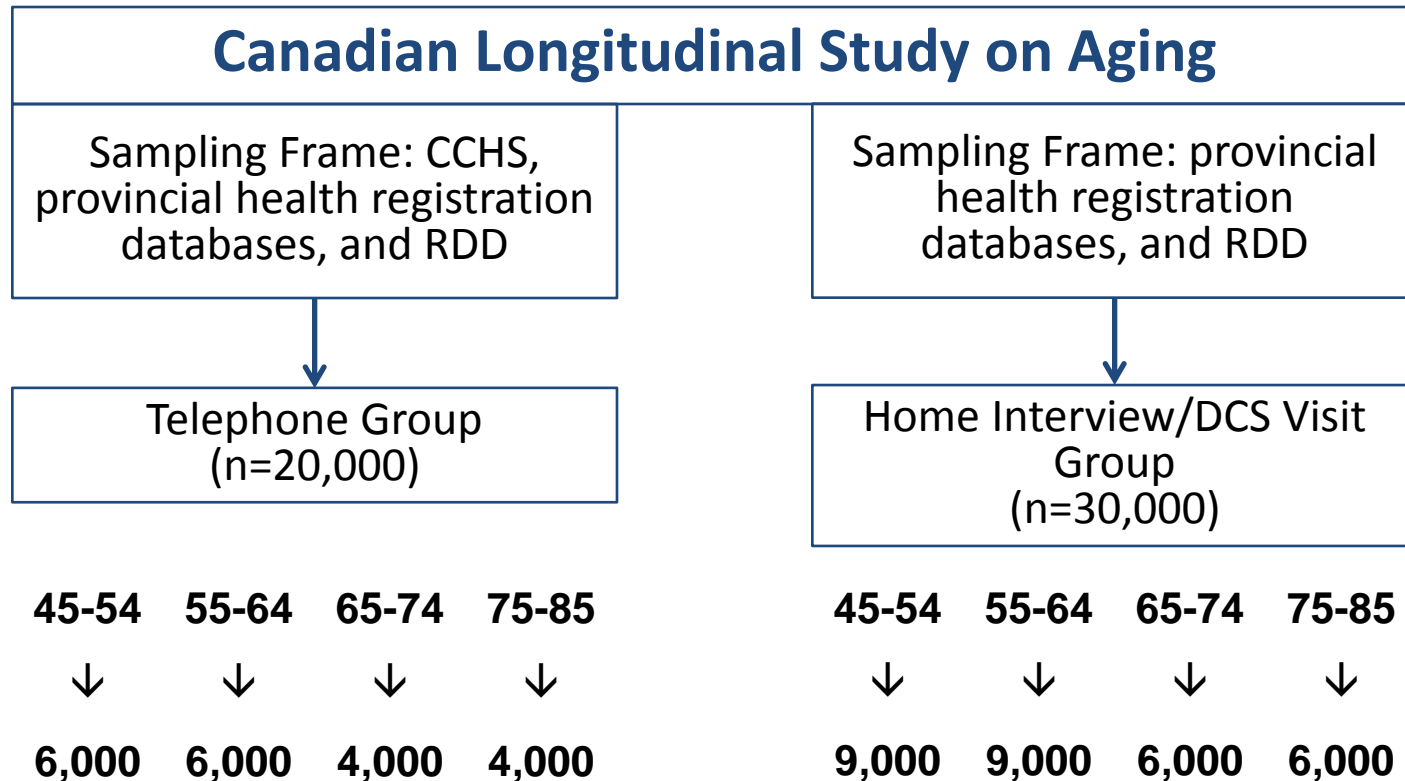 Canadian Longitudinal Study on Aging
Sampling Frame: CCHS,
provincial health registration
databases, and RDD
Sampling Frame: provincial
health registration
databases, and RDD
Telephone Group
(n=20,000)
Home Interview/DCS Visit
Group
(n=30,000)
45-54 55-64 65-74 75-85
↓ ↓ ↓ ↓
6,000 6,000 4,000 4,000
45-54 55-64 65-74 75-85
↓ ↓ ↓ ↓
9,000 9,000 6,000 6,000